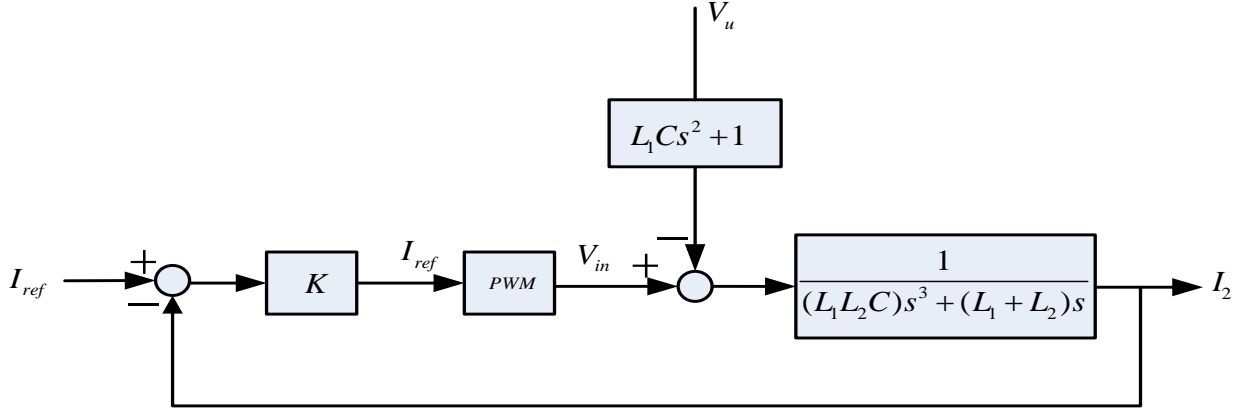 V_u
L_1Cs^2+1
I_ref
+
−
K
I_ref
PWM
V_in
+
−
1
(L_1L_2C)s^3+(L_1+L_2)s
I_2